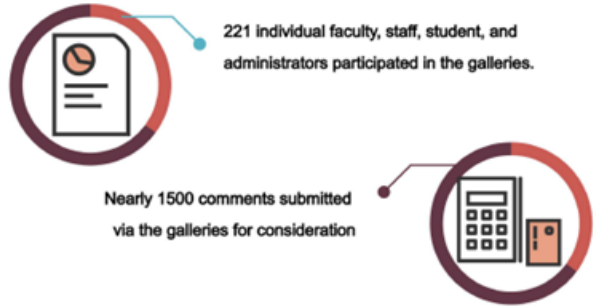 221 individual faculty, staff, student, and
administrators participated in the galleries.
Nearly 1500 comments submitted
via the galleries for consideration